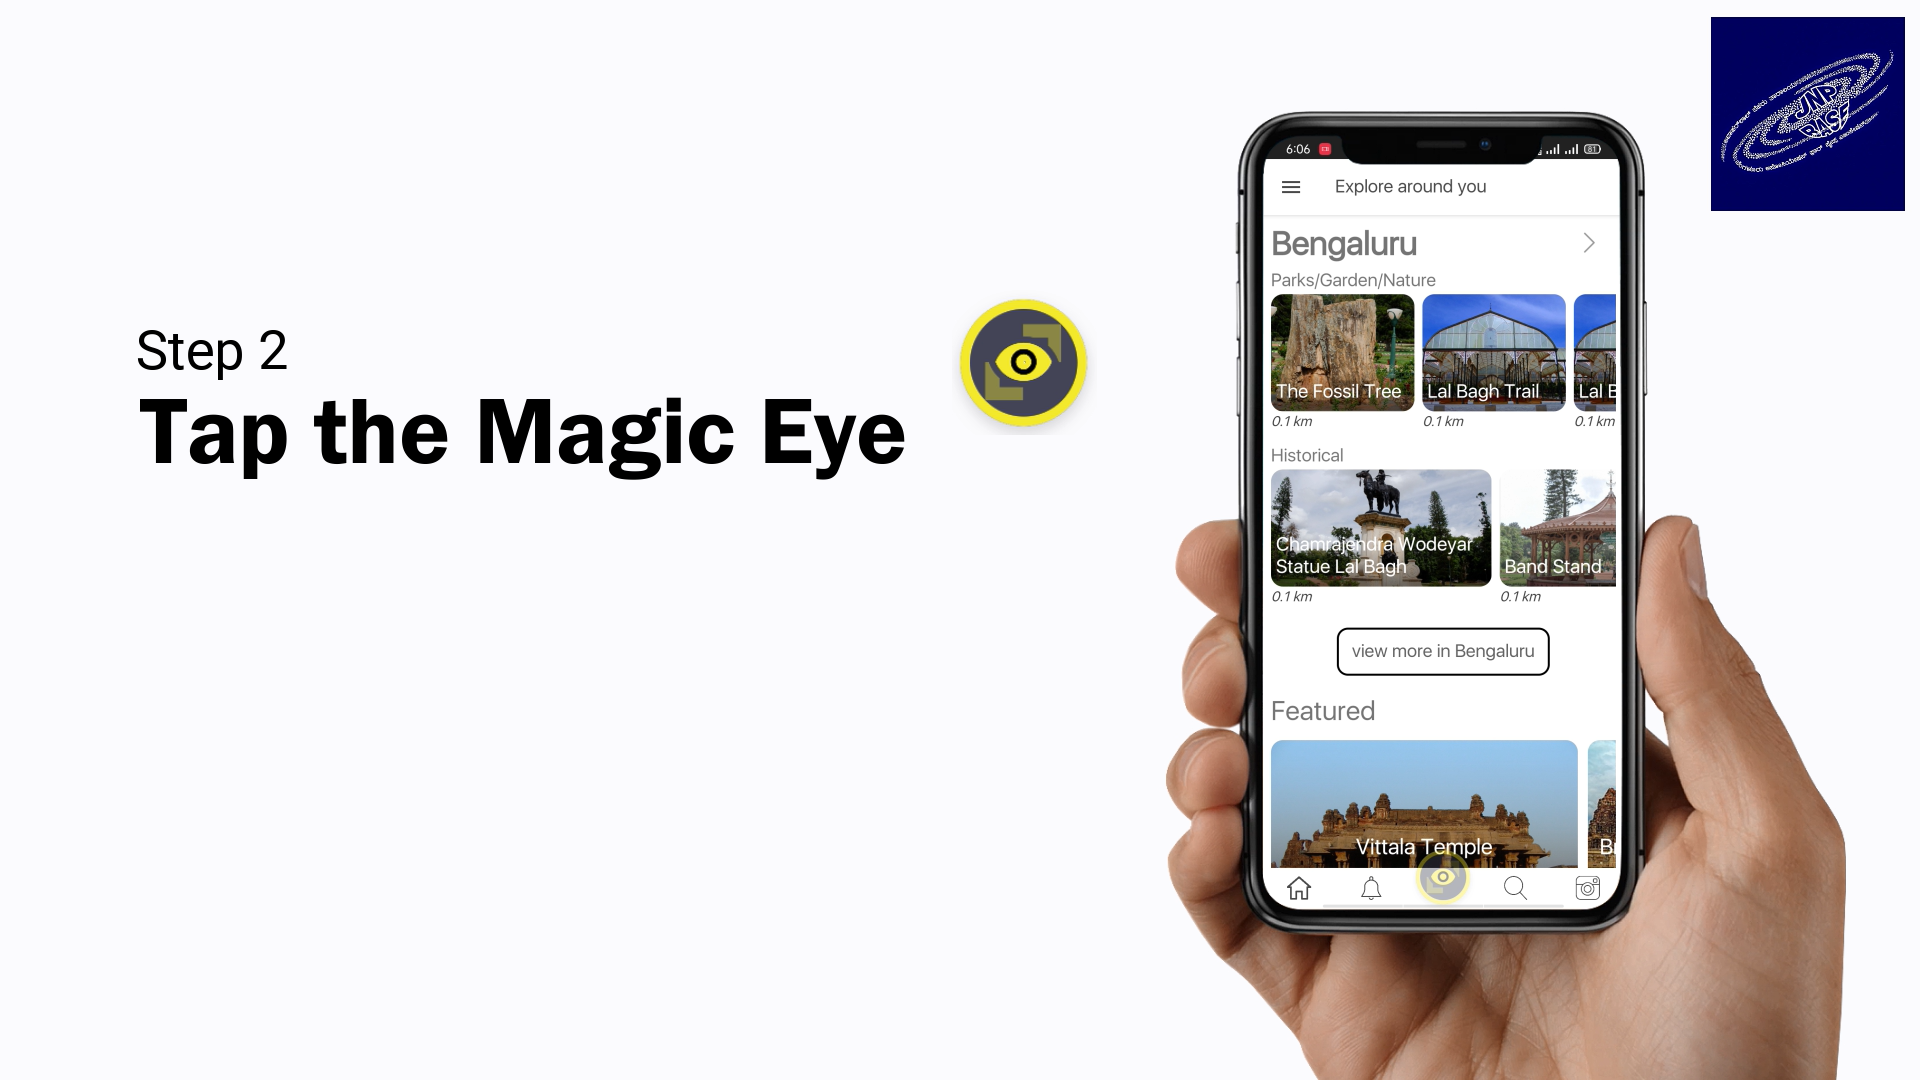 Step 2
Tap the Magic Eye
JNP
BASE
6:06
81
Explore around you
Bengaluru
Parks/Garden/Nature
The Fossil Tree
Lal Bagh Trail
Lal B
0.1 km
0.1 km
0.1 km
Historical
Chamrajendra Wodeyar
Statue Lal Bagh
Band Stand
0.1 km
0.1 km
view more in Bengaluru
Featured
Vittala Temple